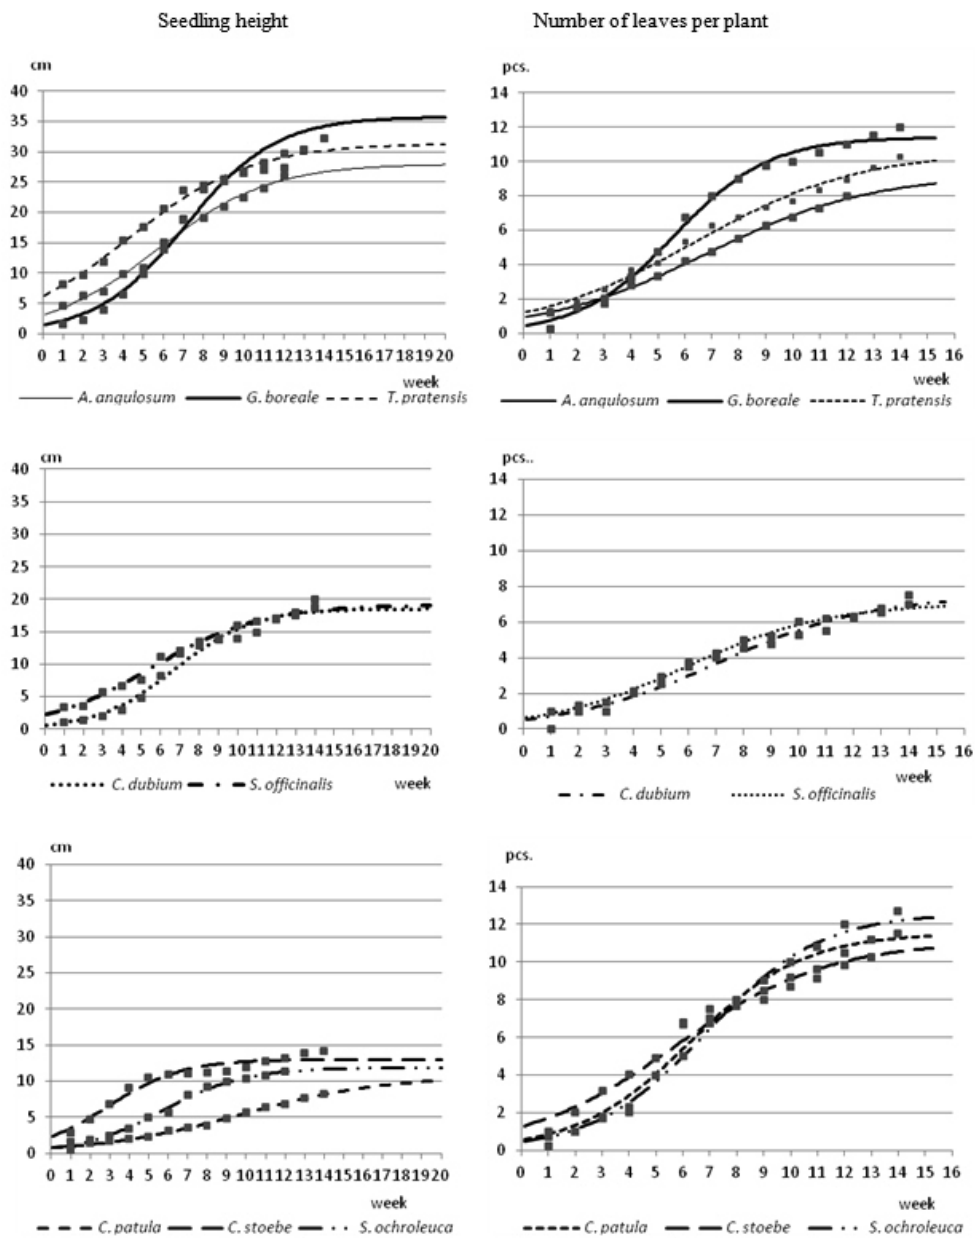 Seedling height Number of leaves per plant
cm
40
35
30
25
20
15
10
5
0
0 1 2 3 4 5 6 7 8 9 10 11 12 13 14 15 16 17 18 19 20
week
A. angulosum G. boreale T. pratensis
pcs.
14
12
10
8
6
4
2
0
0 1 2 3 4 5 6 7 8 9 10 11 12 13 14 15 16
week
A. angulosum G. boreale T. pratensis
cm
40
35
30
25
20
15
10
5
0
0 1 2 3 4 5 6 7 8 9 10 11 12 13 14 15 16 17 18 19 20
C. dubium S. officinalis week
pcs..
14
12
10
8
6
4
2
0
0 1 2 3 4 5 6 7 8 9 10 11 12 13 14 15 16
week
C. dubium S. officinalis
cm
40
35
30
25
20
15
10
5
0
0 1 2 3 4 5 6 7 8 9 10 11 12 13 14 15 16 17 18 19 20
week
C. patula C. stoebe S. ochroleuca
pcs.
14
12
10
8
6
4
2
0
0 1 2 3 4 5 6 7 8 9 10 11 12 13 14 15 16
week
C. patula C. stoebe S. ochroleuca